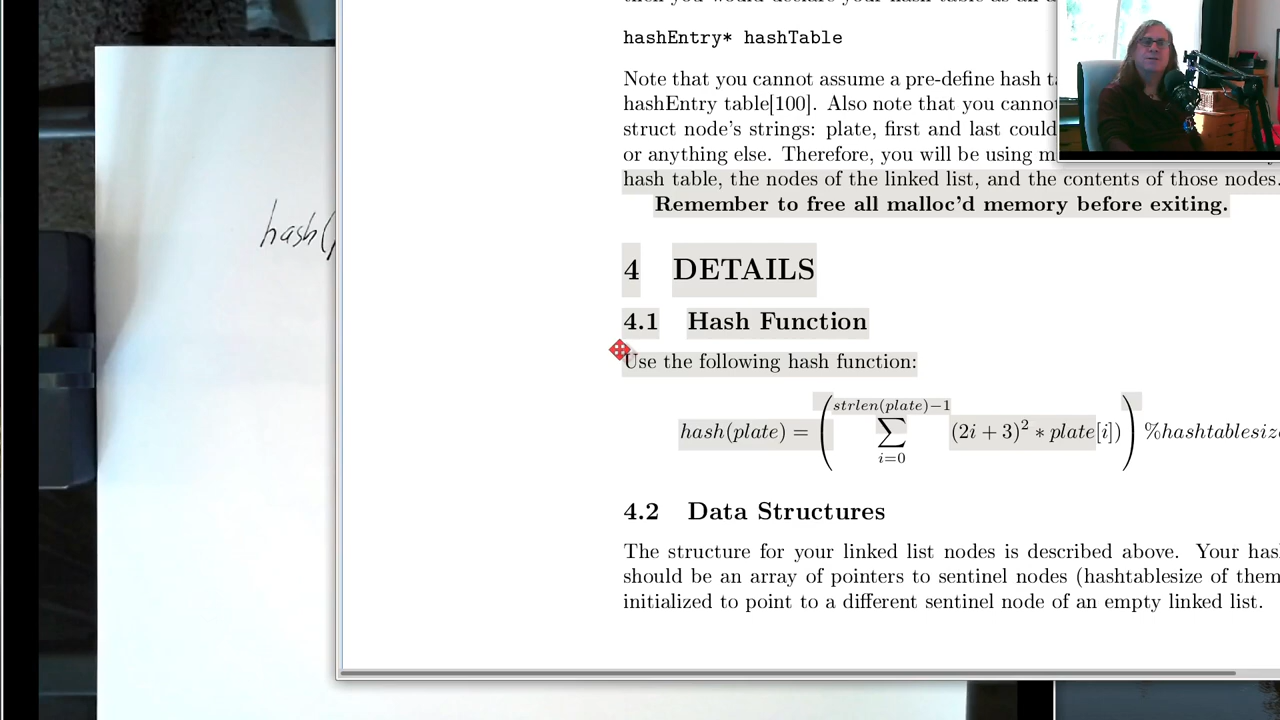 hashEntry* hashTable
Note that you cannot assume a pre-define hash
hashEntry table[100]. Also note that you
struct node's strings: plate, first and last could
or anything else. Therefore, you will be using
hash table, the nodes of the linked list, and the contents of those nodes.
Remember to free all malloc'd memory before exiting.
4 DETAILS
4.1 Hash Function
Use the following hash function:
hash(plate) = ( \sum_{i=0}^{strlen(plate)-1} (2i + 3)^2 * plate[i]) ) %hashtablesize
4.2 Data Structures
The structure for your linked list nodes is described above. Your
should be an array of pointers to sentinel nodes (hashtablesize of them
initialized to point to a different sentinel node of an empty linked list.
hash(